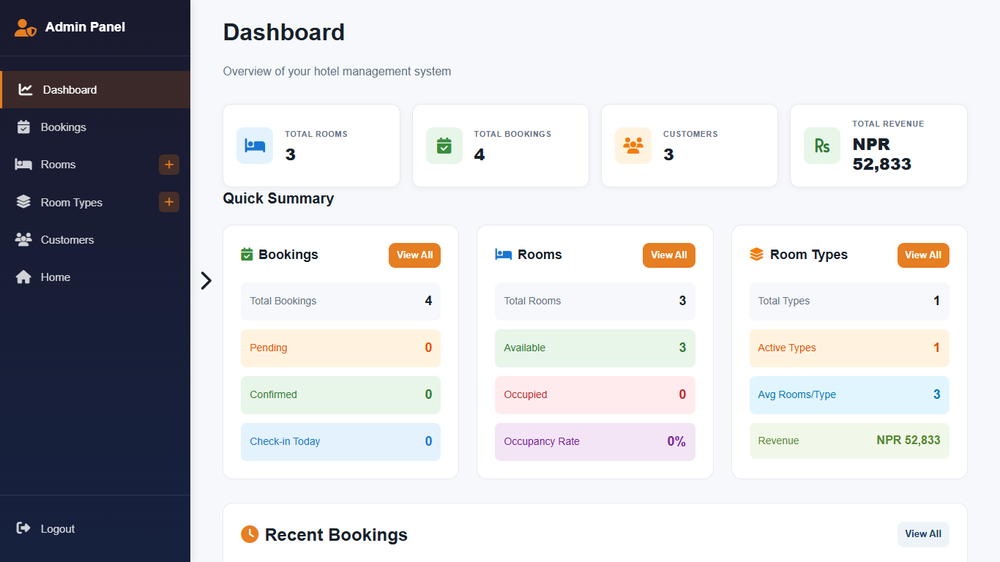 Admin Panel
Dashboard
Bookings
Rooms
+
Room Types
+
Customers
Home
Logout
Dashboard
Overview of your hotel management system
TOTAL ROOMS
3
TOTAL BOOKINGS
4
CUSTOMERS
3
Rs
TOTAL REVENUE
NPR
52,833
Quick Summary
Bookings
View All
Total Bookings 4
Pending 0
Confirmed 0
Check-in Today 0
Rooms
View All
Total Rooms 3
Available 3
Occupied 0
Occupancy Rate 0%
Room Types
View All
Total Types 1
Active Types 1
Avg Rooms/Type 3
Revenue NPR 52,833
Recent Bookings
View All